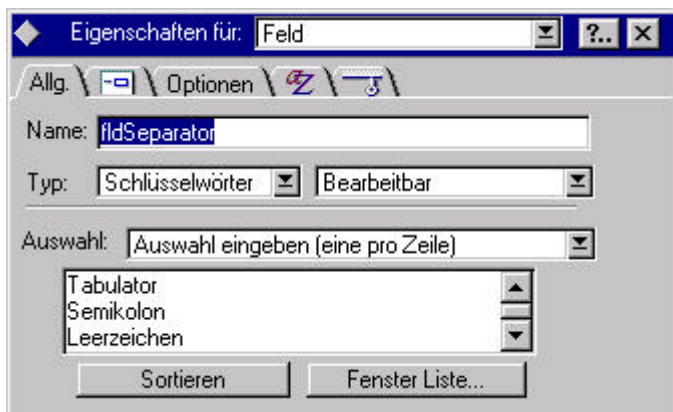 Eigenschaften für: Feld ?..
Allg. Optionen aZ
Name: fldSeparator
Typ: Schlüsselwörter Bearbeitbar
Auswahl: Auswahl eingeben (eine pro Zeile)
Tabulator
Semikolon
Leerzeichen
Sortieren Fenster Liste...